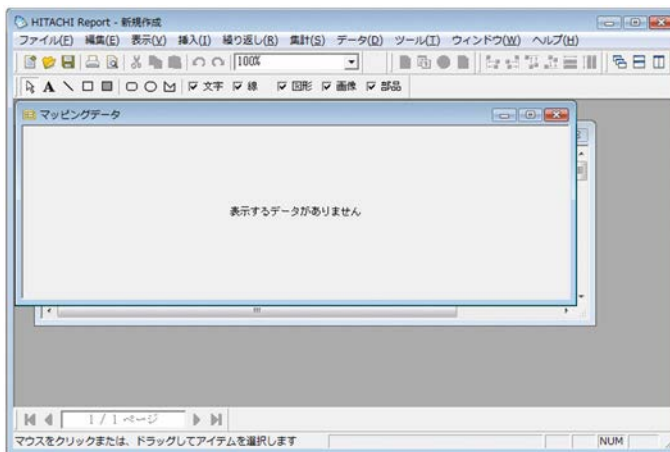 HITACHI Report - 新規作成
ファイル(F) 編集(E) 表示(V) 挿入(I) 繰り返し(R) 集計(S) データ(D) ツール(T) ウィンドウ(W) ヘルプ(H)
100%
A 文字 線 図形 画像 部品
マッピングデータ
表示するデータがありません
1 / 1 ページ
マウスをクリックまたは、ドラッグしてアイテムを選択します NUM